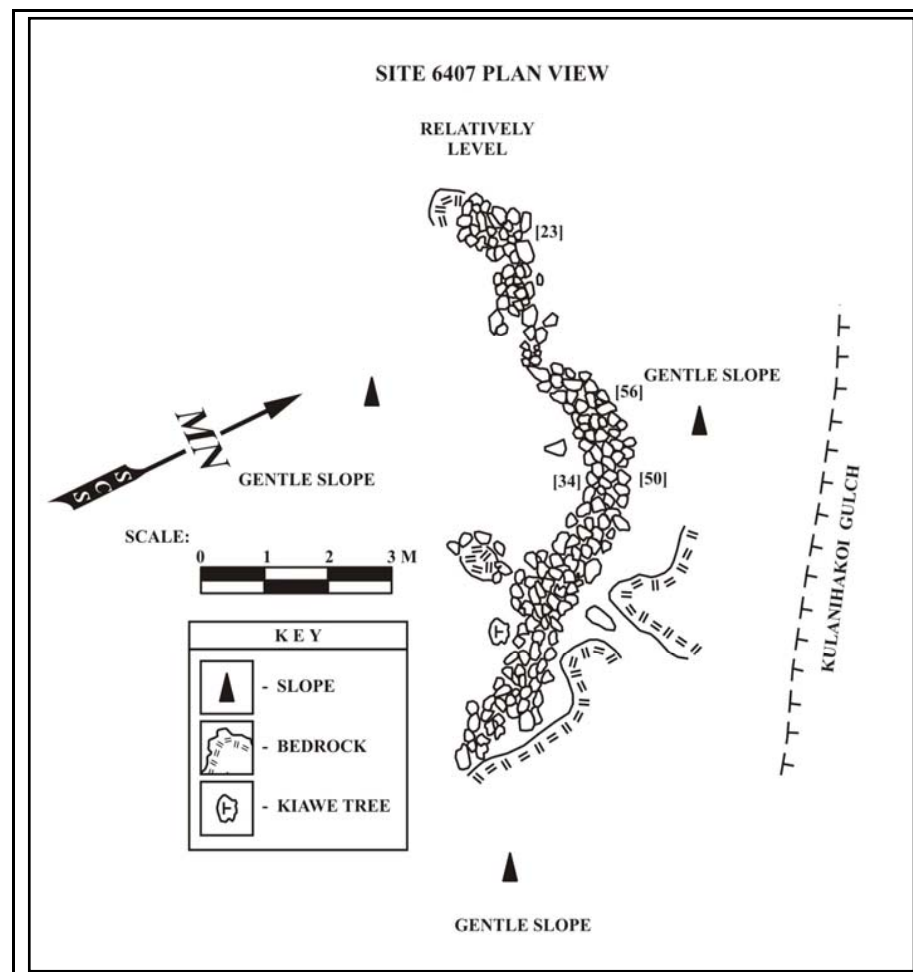 SITE 6407 PLAN VIEW
RELATIVELY
LEVEL
[23]
[56]
GENTLE SLOPE
MN
SCS
GENTLE SLOPE
[34]
[50]
KULANIHAKOI GULCH
SCALE:
0 1 2 3 M
K E Y
- SLOPE
- BEDROCK
T - KIAWE TREE
T
GENTLE SLOPE